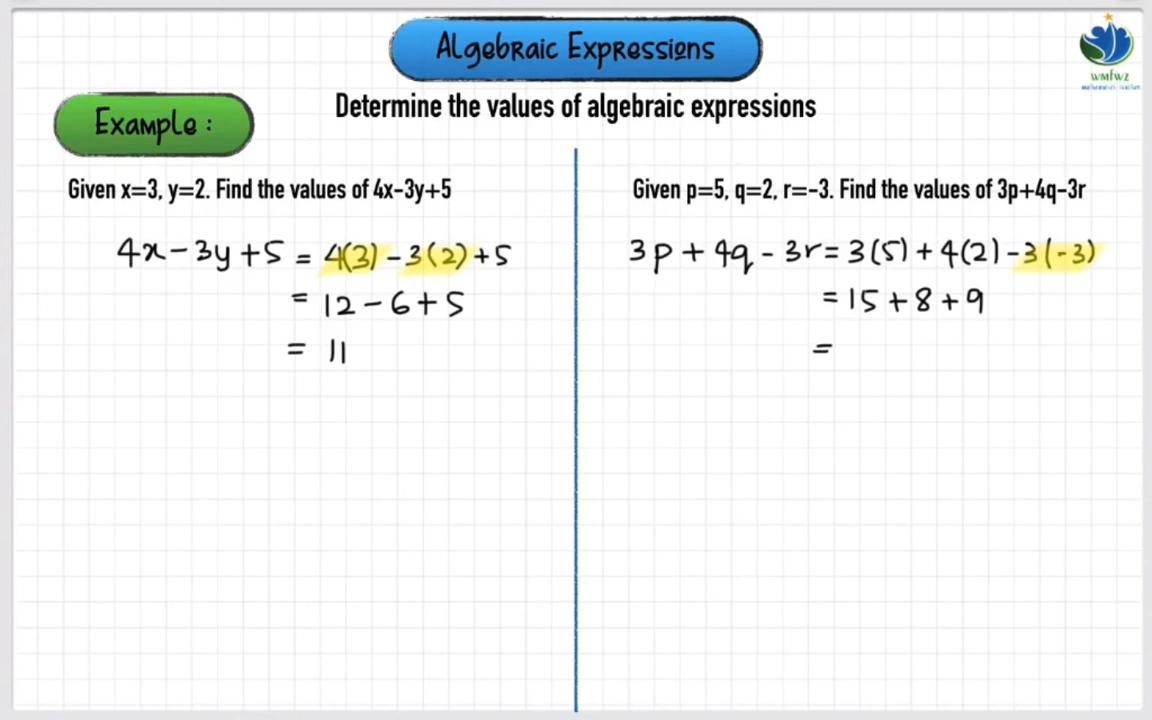 Algebraic Expressions
wmfwz
Determine the values of algebraic expressions
Example :
Given x=3, y=2. Find the values of 4x-3y+5
4x - 3y + 5 = 4(3) - 3(2) + 5
= 12 - 6 + 5
= 11
Given p=5, q=2, r=-3. Find the values of 3p+4q-3r
3p + 4q - 3r = 3(5) + 4(2) - 3(-3)
= 15 + 8 + 9
=